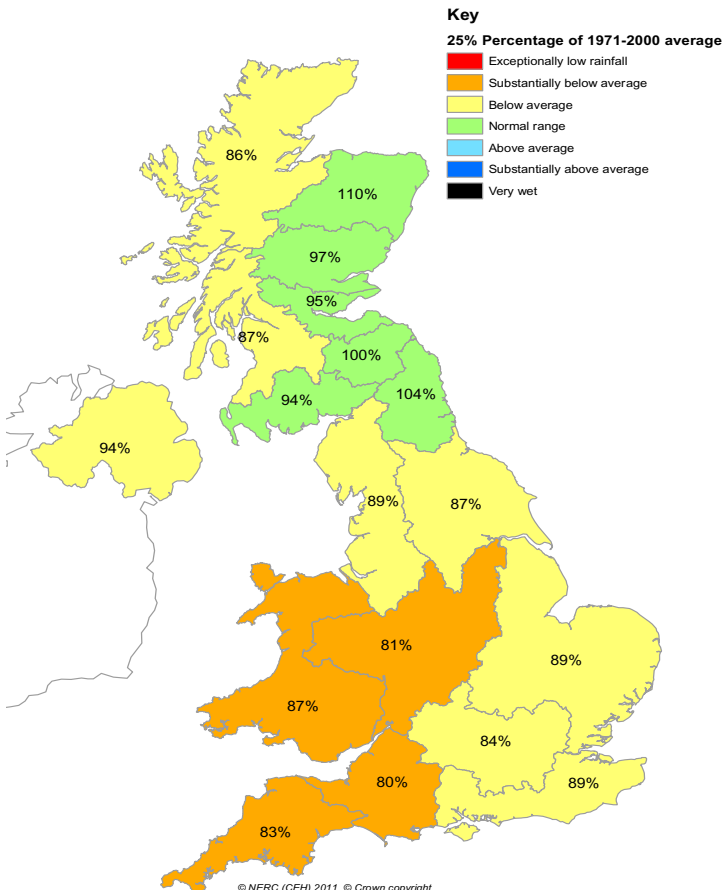 Key
25% Percentage of 1971-2000 average
Exceptionally low rainfall
Substantially below average
Below average
Normal range
Above average
Substantially above average
Very wet
86%
110%
97%
95%
87%
100%
94%
104%
94%
89%
87%
81%
89%
87%
84%
80%
89%
83%
© NERC (CEH) 2011. © Crown copyright